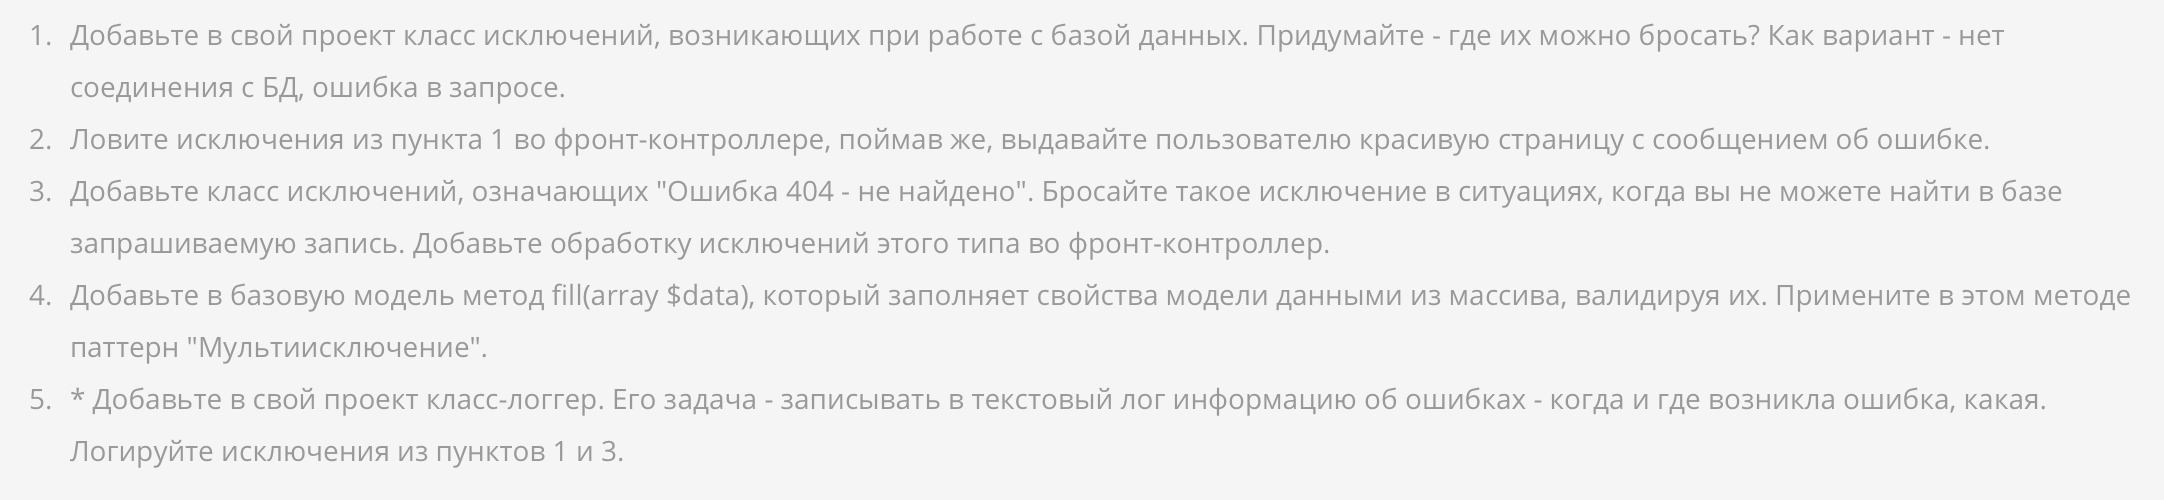 1. Добавьте в свой проект класс исключений, возникающих при работе с базой данных. Придумайте - где их можно бросать? Как вариант - нет
соединения с БД, ошибка в запросе.
2. Ловите исключения из пункта 1 во фронт-контроллере, поймав же, выдавайте пользователю красивую страницу с сообщением об ошибке.
3. Добавьте класс исключений, означающих "Ошибка 404 - не найдено". Бросайте такое исключение в ситуациях, когда вы не можете найти в базе
запрашиваемую запись. Добавьте обработку исключений этого типа во фронт-контроллер.
4. Добавьте в базовую модель метод fill(array $data), который заполняет свойства модели данными из массива, валидируя их. Примените в этом методе
паттерн "Мультиисключение".
5. * Добавьте в свой проект класс-логгер. Его задача - записывать в текстовый лог информацию об ошибках - когда и где возникла ошибка, какая.
Логируйте исключения из пунктов 1 и 3.